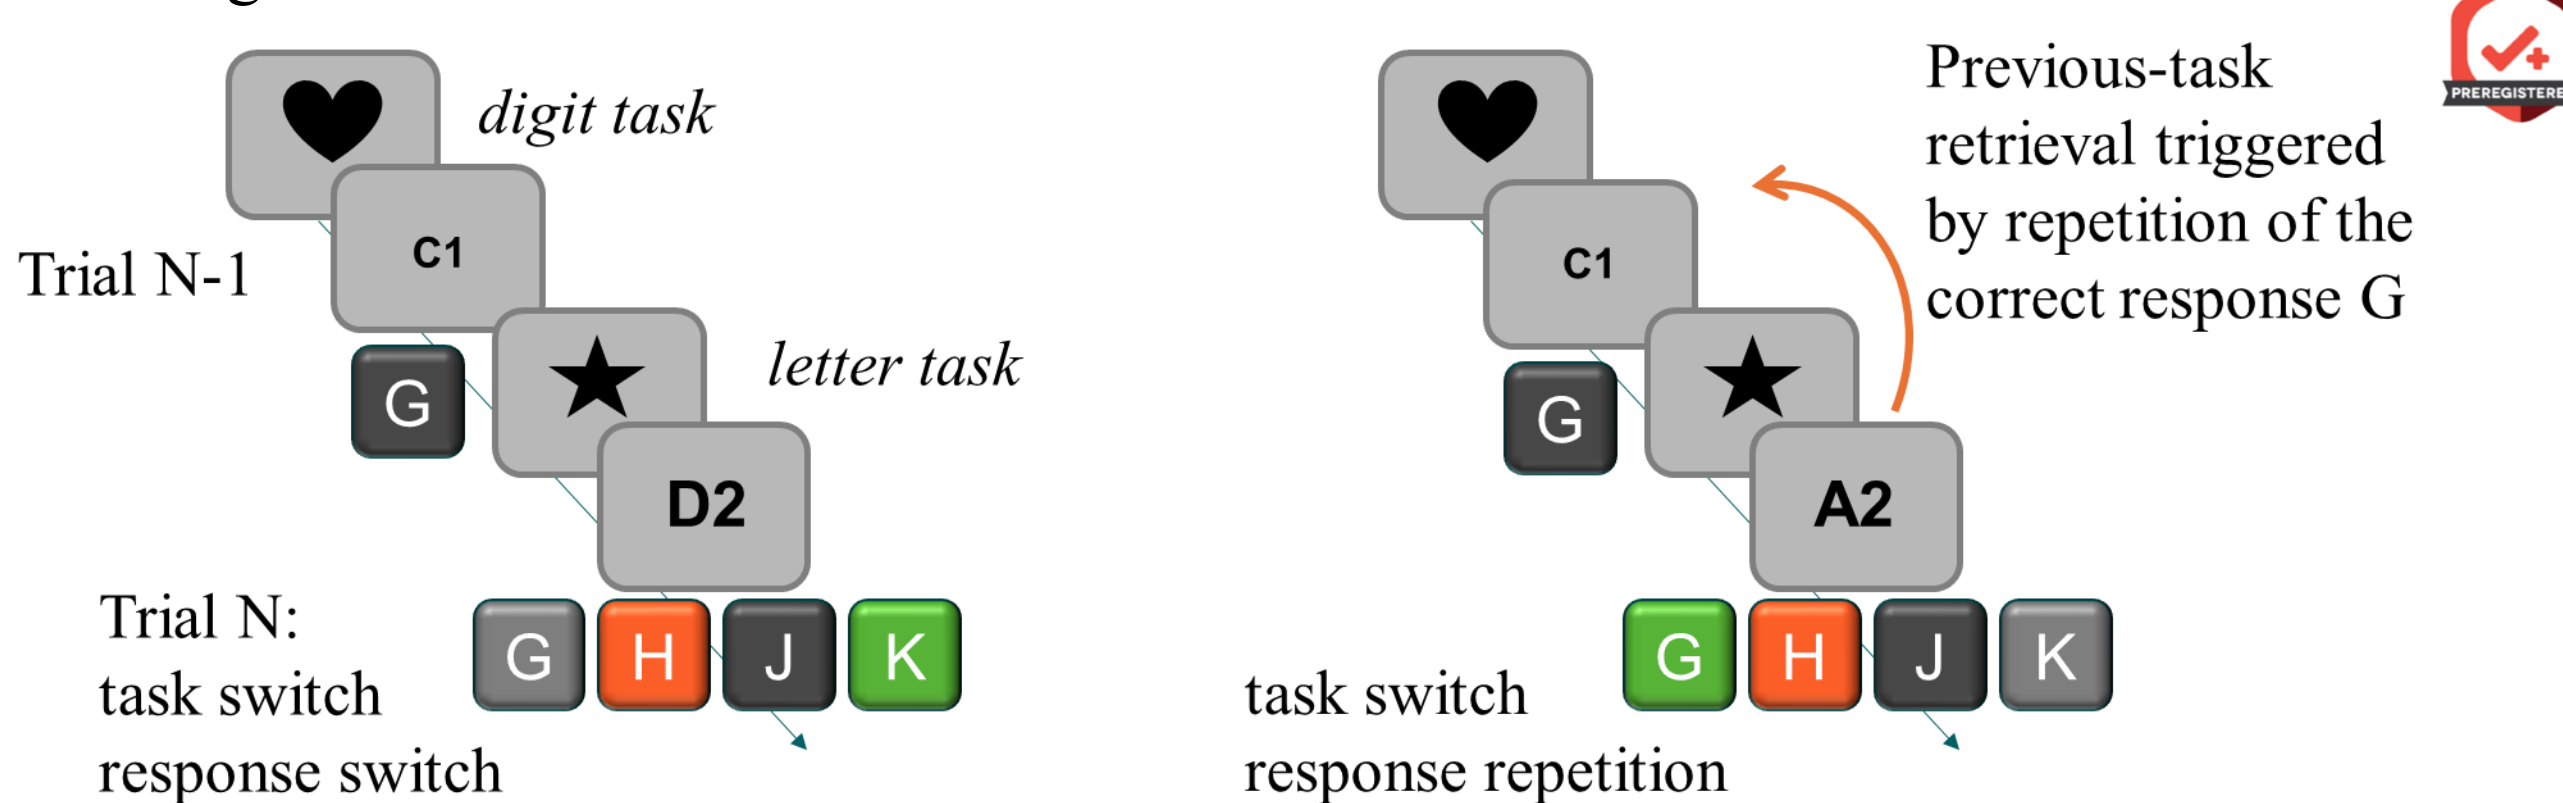 digit task
C1
Trial N-1
G
letter task
D2
Trial N:
task switch
response switch
G H J K
C1
G
A2
Previous-task
retrieval triggered
by repetition of the
correct response G
task switch
response repetition
G H J K
PREREGISTERE